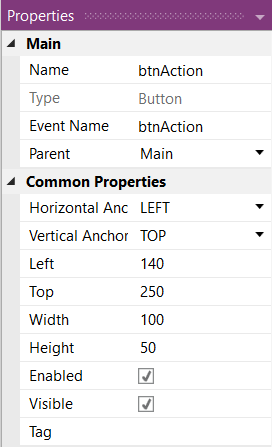 Properties
Main
Name btnAction
Type Button
Event Name btnAction
Parent Main
Common Properties
Horizontal Anc LEFT
Vertical Anchor TOP
Left 140
Top 250
Width 100
Height 50
Enabled
Visible
Tag